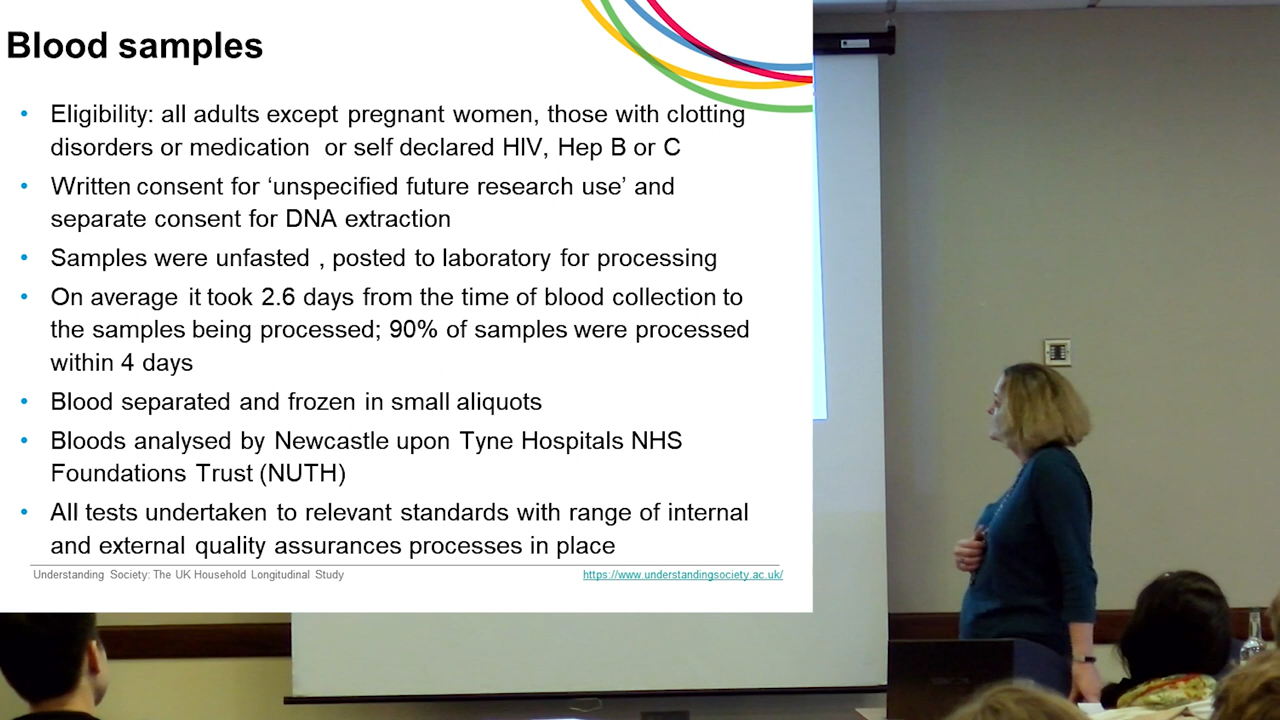 Blood samples
• Eligibility: all adults except pregnant women, those with clotting
disorders or medication or self declared HIV, Hep B or C
• Written consent for ‘unspecified future research use’ and
separate consent for DNA extraction
• Samples were unfasted , posted to laboratory for processing
• On average it took 2.6 days from the time of blood collection to
the samples being processed; 90% of samples were processed
within 4 days
• Blood separated and frozen in small aliquots
• Bloods analysed by Newcastle upon Tyne Hospitals NHS
Foundations Trust (NUTH)
• All tests undertaken to relevant standards with range of internal
and external quality assurances processes in place
Understanding Society: The UK Household Longitudinal Study
https://www.understandingsociety.ac.uk/